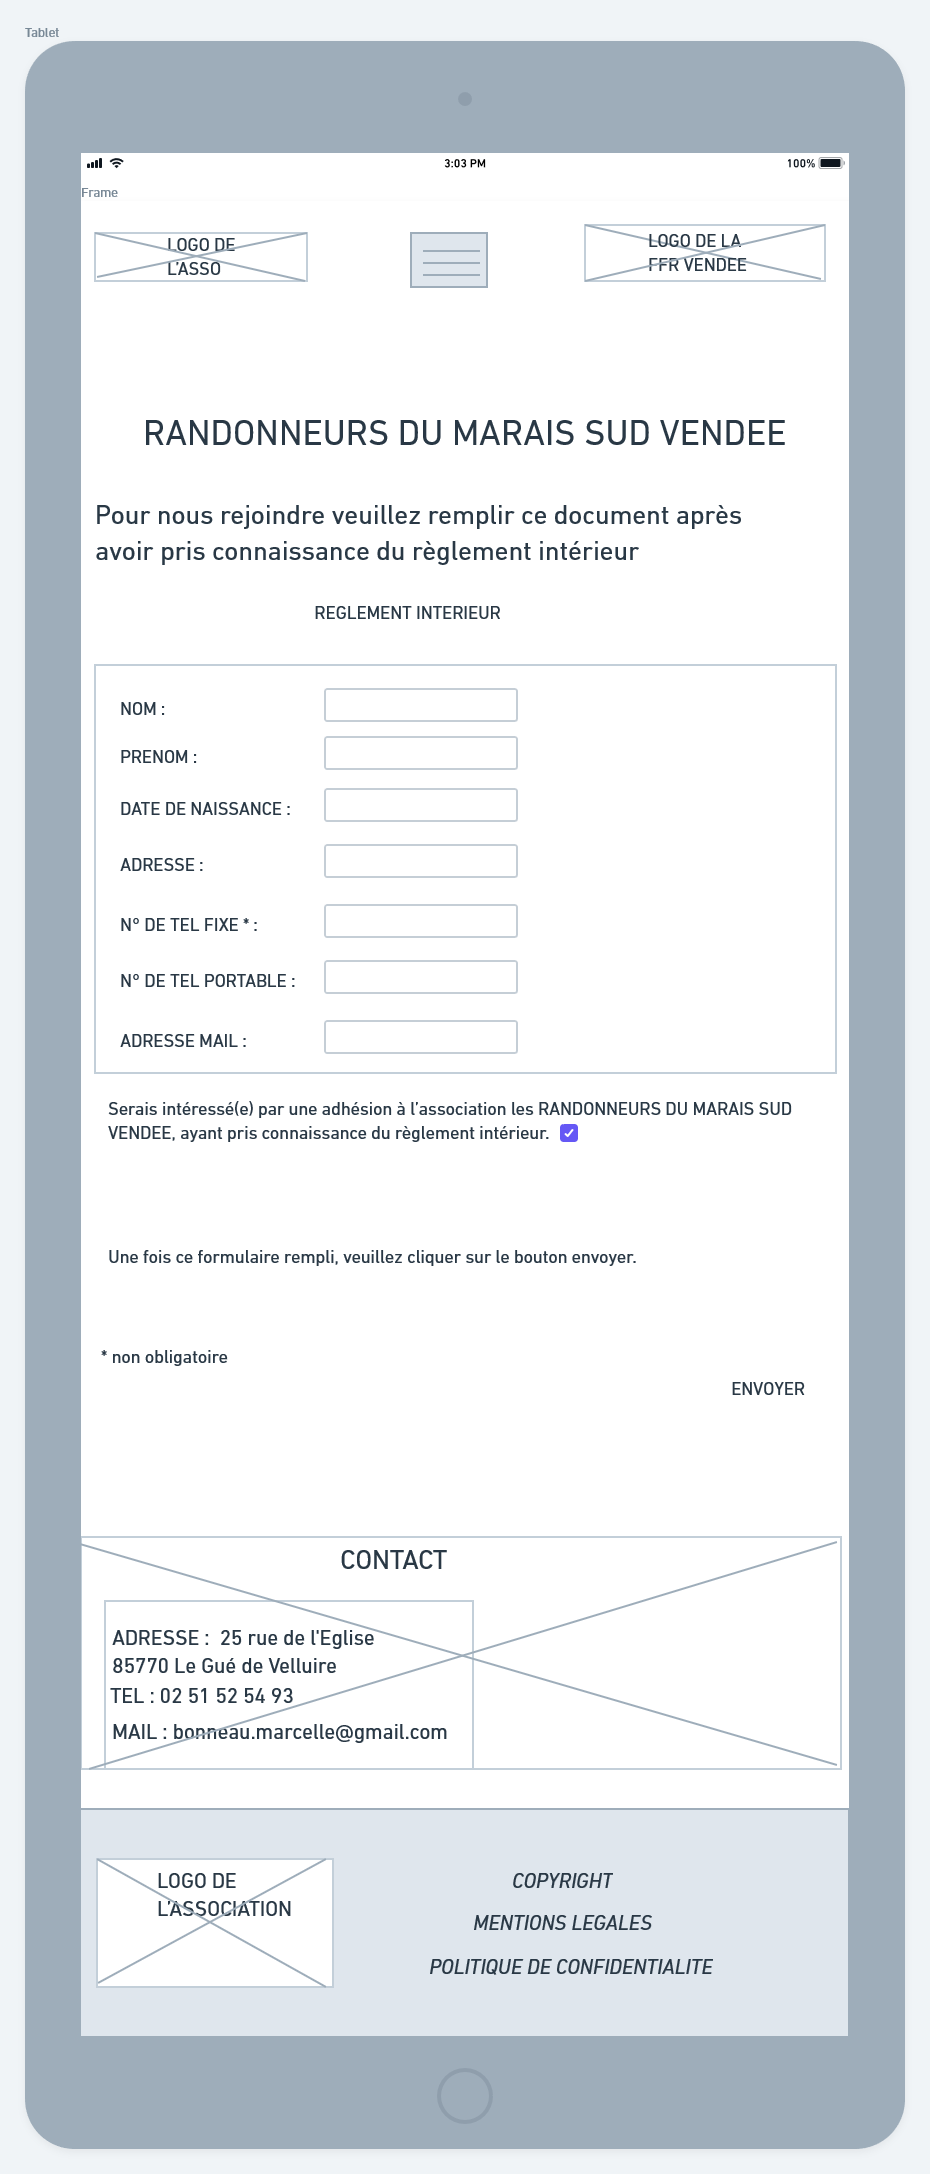 Tablet
3:03 PM
100%
Frame
LOGO DE
L'ASSO
LOGO DE LA
FFR VENDEE
RANDONNEURS DU MARAIS SUD VENDEE
Pour nous rejoindre veuillez remplir ce document après
avoir pris connaissance du règlement intérieur
REGLEMENT INTERIEUR
NOM :
PRENOM :
DATE DE NAISSANCE :
ADRESSE :
N° DE TEL FIXE * :
N° DE TEL PORTABLE :
ADRESSE MAIL :
Serais intéressé(e) par une adhésion à l'association les RANDONNEURS DU MARAIS SUD
VENDEE, ayant pris connaissance du règlement intérieur.
Une fois ce formulaire rempli, veuillez cliquer sur le bouton envoyer.
* non obligatoire
ENVOYER
CONTACT
ADRESSE : 25 rue de l'Eglise
85770 Le Gué de Velluire
TEL : 02 51 52 54 93
MAIL : bonneau.marcelle@gmail.com
LOGO DE
L'ASSOCIATION
COPYRIGHT
MENTIONS LEGALES
POLITIQUE DE CONFIDENTIALITE